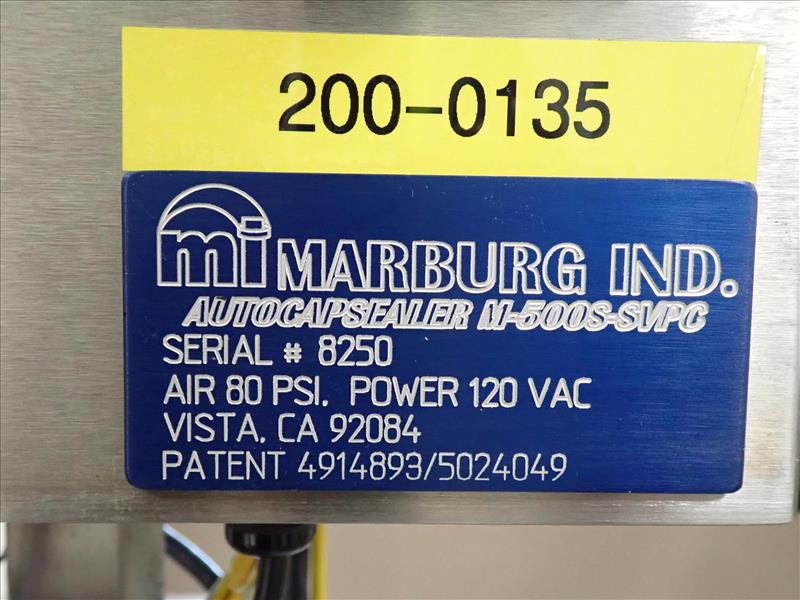 200-0135
mi MARBURG IND.
AUTOCAPSEALER M-500S-SVPC
SERIAL # 8250
AIR 80 PSI. POWER 120 VAC
VISTA, CA 92084
PATENT 4914893/5024049